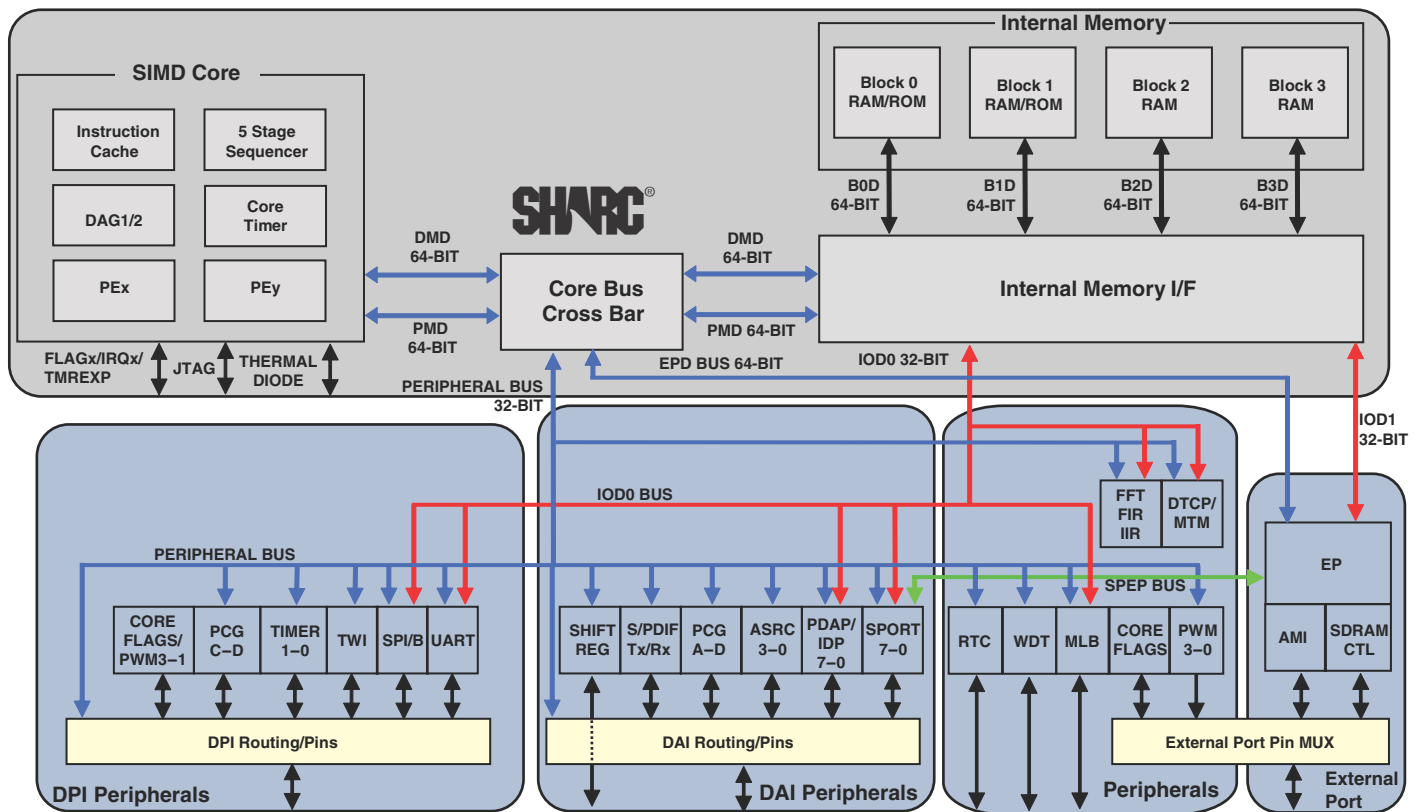 Internal Memory
SIMD Core
Block 0
RAM/ROM
Block 1
RAM/ROM
Block 2
RAM
Block 3
RAM
Instruction
Cache
5 Stage
Sequencer
DAG1/2
Core
Timer
PEx
PEy
B0D
64-BIT
B1D
64-BIT
B2D
64-BIT
B3D
64-BIT
SHARC®
DMD
64-BIT
DMD
64-BIT
Core Bus
Cross Bar
Internal Memory I/F
PMD
64-BIT
PMD 64-BIT
FLAGx/IRQx/
TMREXP
JTAG
THERMAL
DIODE
EPD BUS 64-BIT
IOD0 32-BIT
PERIPHERAL BUS
32-BIT
IOD1
32-BIT
IOD0 BUS
FFT
FIR
IIR
DTCP/
MTM
PERIPHERAL BUS
EP
SPEP BUS
CORE
FLAGS/
PWM3–1
PCG
C–D
TIMER
1–0
TWI
SPI/B
UART
SHIFT
REG
S/PDIF
Tx/Rx
PCG
A–D
ASRC
3–0
PDAP/
IDP
7–0
SPORT
7–0
RTC
WDT
MLB
CORE
FLAGS
PWM
3–0
AMI
SDRAM
CTL
DPI Routing/Pins
DAI Routing/Pins
External Port Pin MUX
DPI Peripherals
DAI Peripherals
Peripherals
External
Port